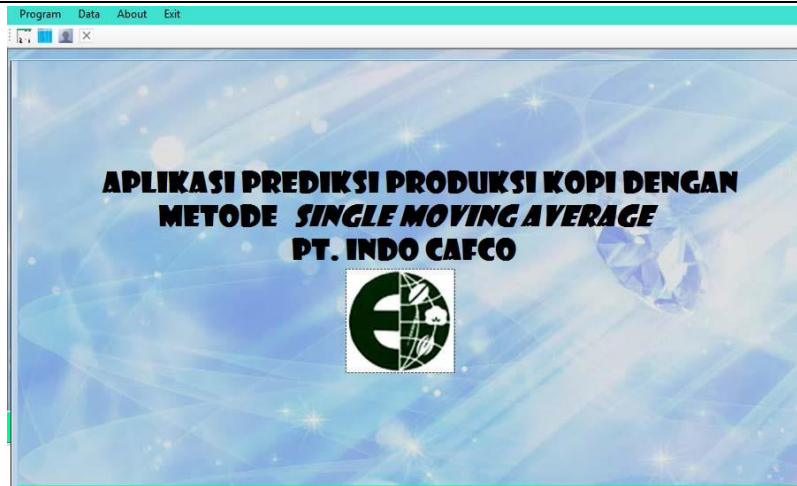 Program Data About Exit
APLIKASI PREDIKSI PRODUKSI KOPI DENGAN
METODE SINGLE MOVING AVERAGE
PT. INDO CAFCO